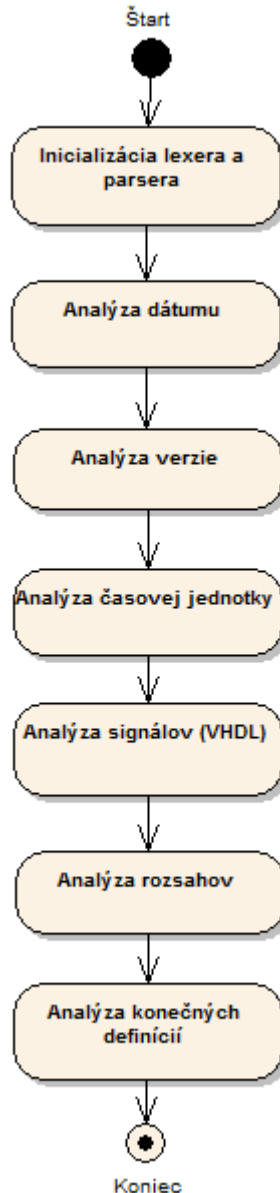 Štart
Inicializácia lexera a
parsera
Analýza dátumu
Analýza verzie
Analýza časovej jednotky
Analýza signálov (VHDL)
Analýza rozsahov
Analýza konečných
definícií
Koniec